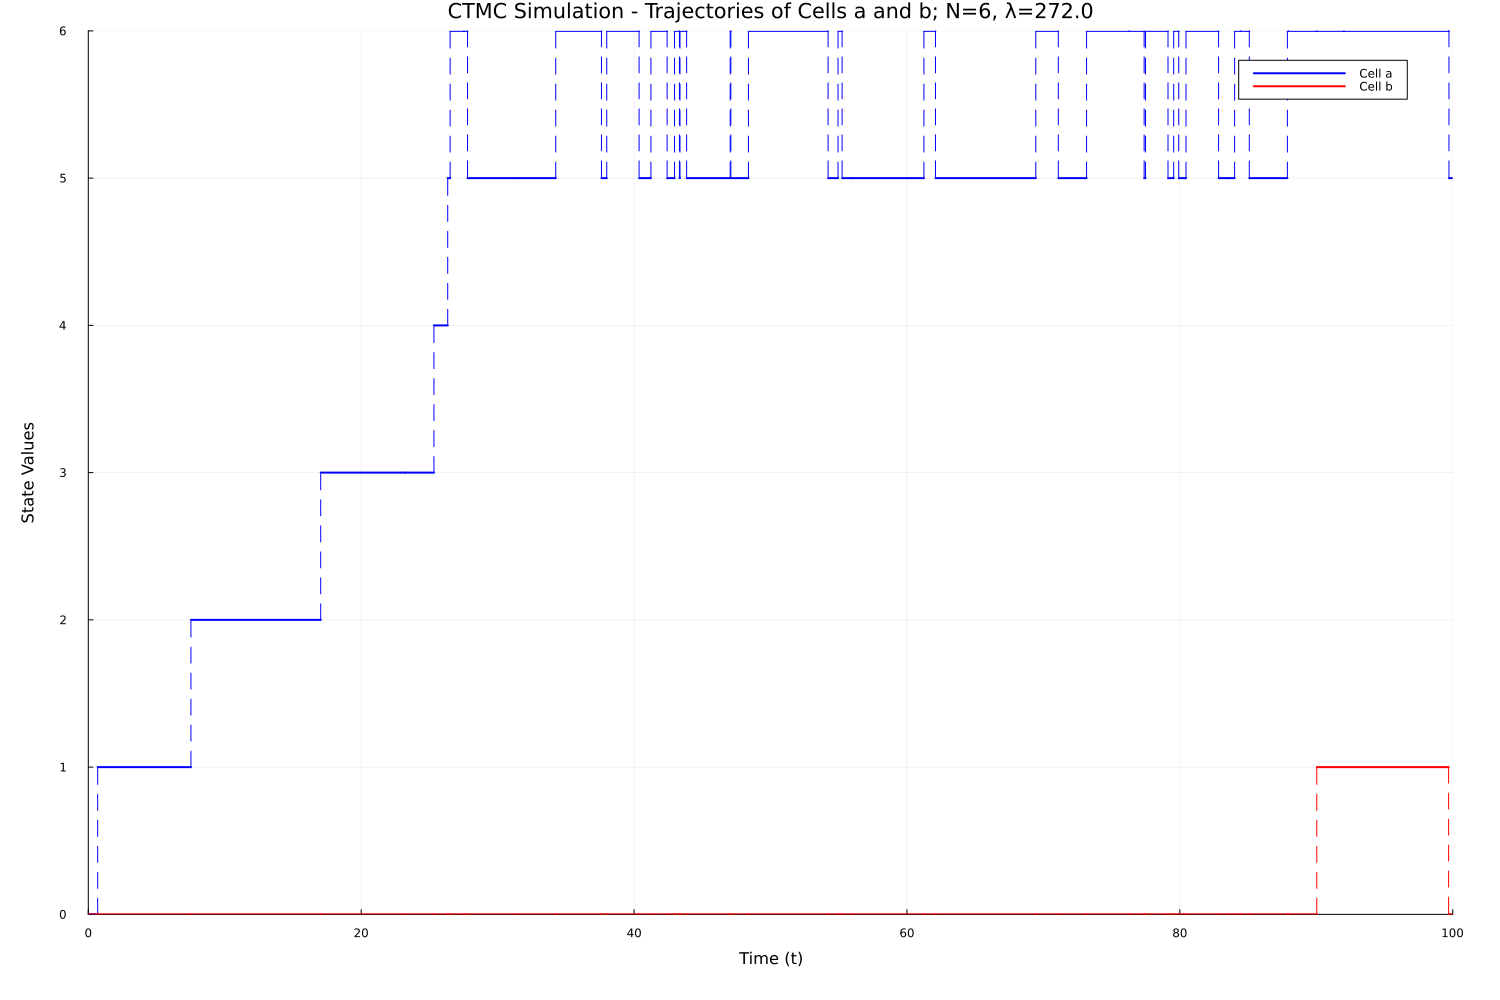 CTMC Simulation - Trajectories of Cells a and b; N=6, λ=272.0
6
Cell a
Cell b
5
4
State Values
3
2
1
0
0 20 40 60 80 100
Time (t)